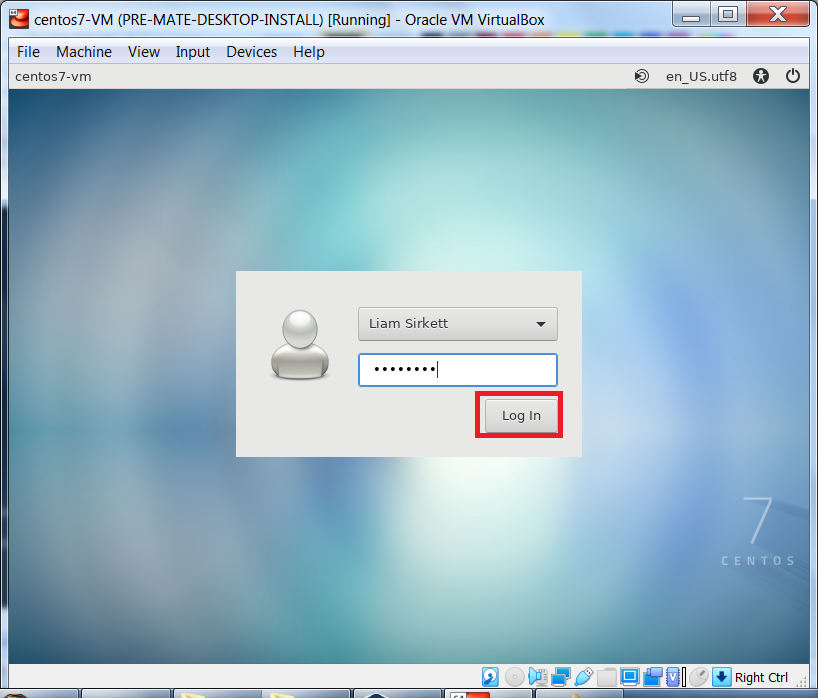 centos7-VM (PRE-MATE-DESKTOP-INSTALL) [Running] - Oracle VM VirtualBox
File Machine View Input Devices Help
centos7-vm en_US.utf8
Liam Sirkett
Log In
7
CENTOS
Right Ctrl